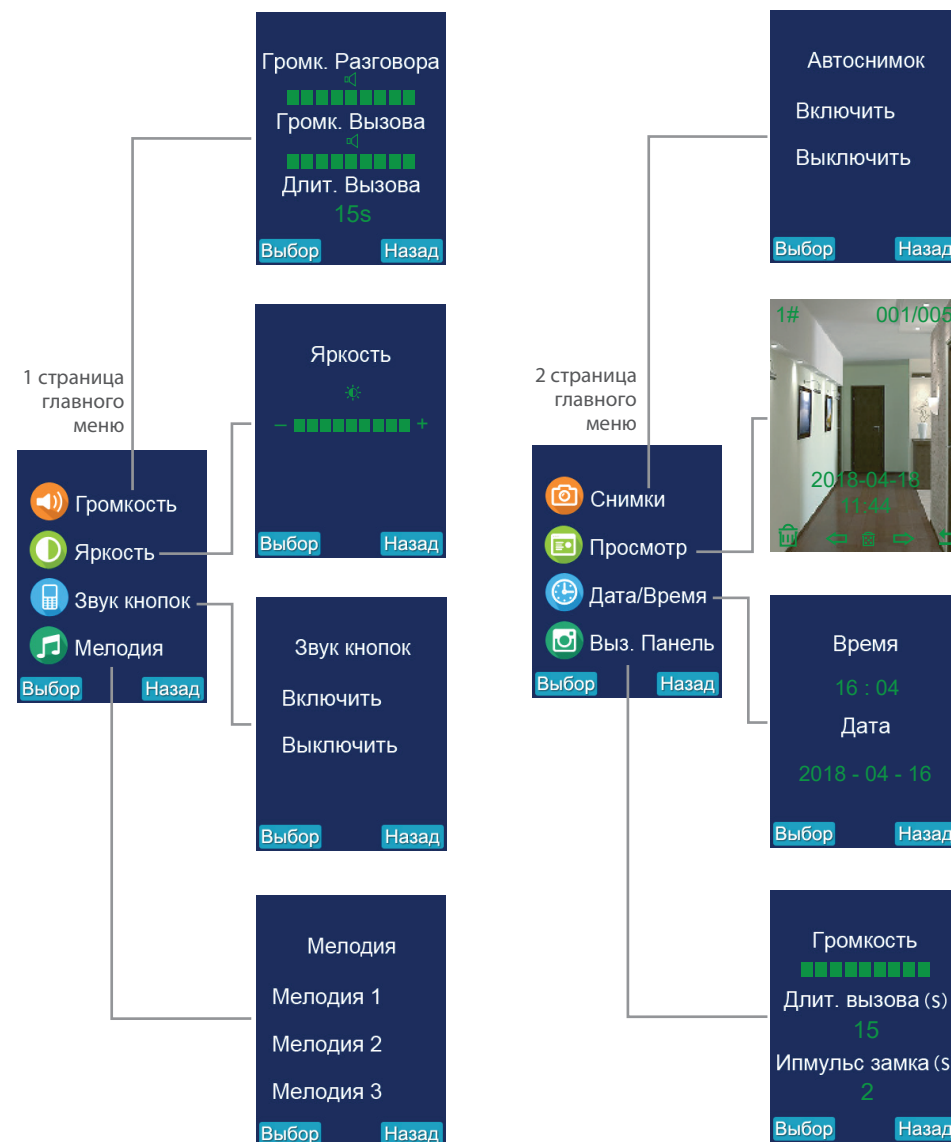 Громк. Разговора
Громк. Вызова
Длит. Вызова
15s
Выбор Назад
Яркость
– +
Выбор Назад
1 страница
главного
меню
Громкость
Яркость
Звук кнопок
Мелодия
Выбор Назад
Звук кнопок
Включить
Выключить
Выбор Назад
Мелодия
Мелодия 1
Мелодия 2
Мелодия 3
Выбор Назад
Автоснимок
Включить
Выключить
Выбор Назад
1# 001/005
2018-04-18
11:44
2 страница
главного
меню
Снимки
Просмотр
Дата/Время
Выз. Панель
Выбор Назад
Время
16 : 04
Дата
2018 - 04 - 16
Выбор Назад
Громкость
Длит. вызова (s)
15
Ипмульс замка (s
2
Выбор Назад